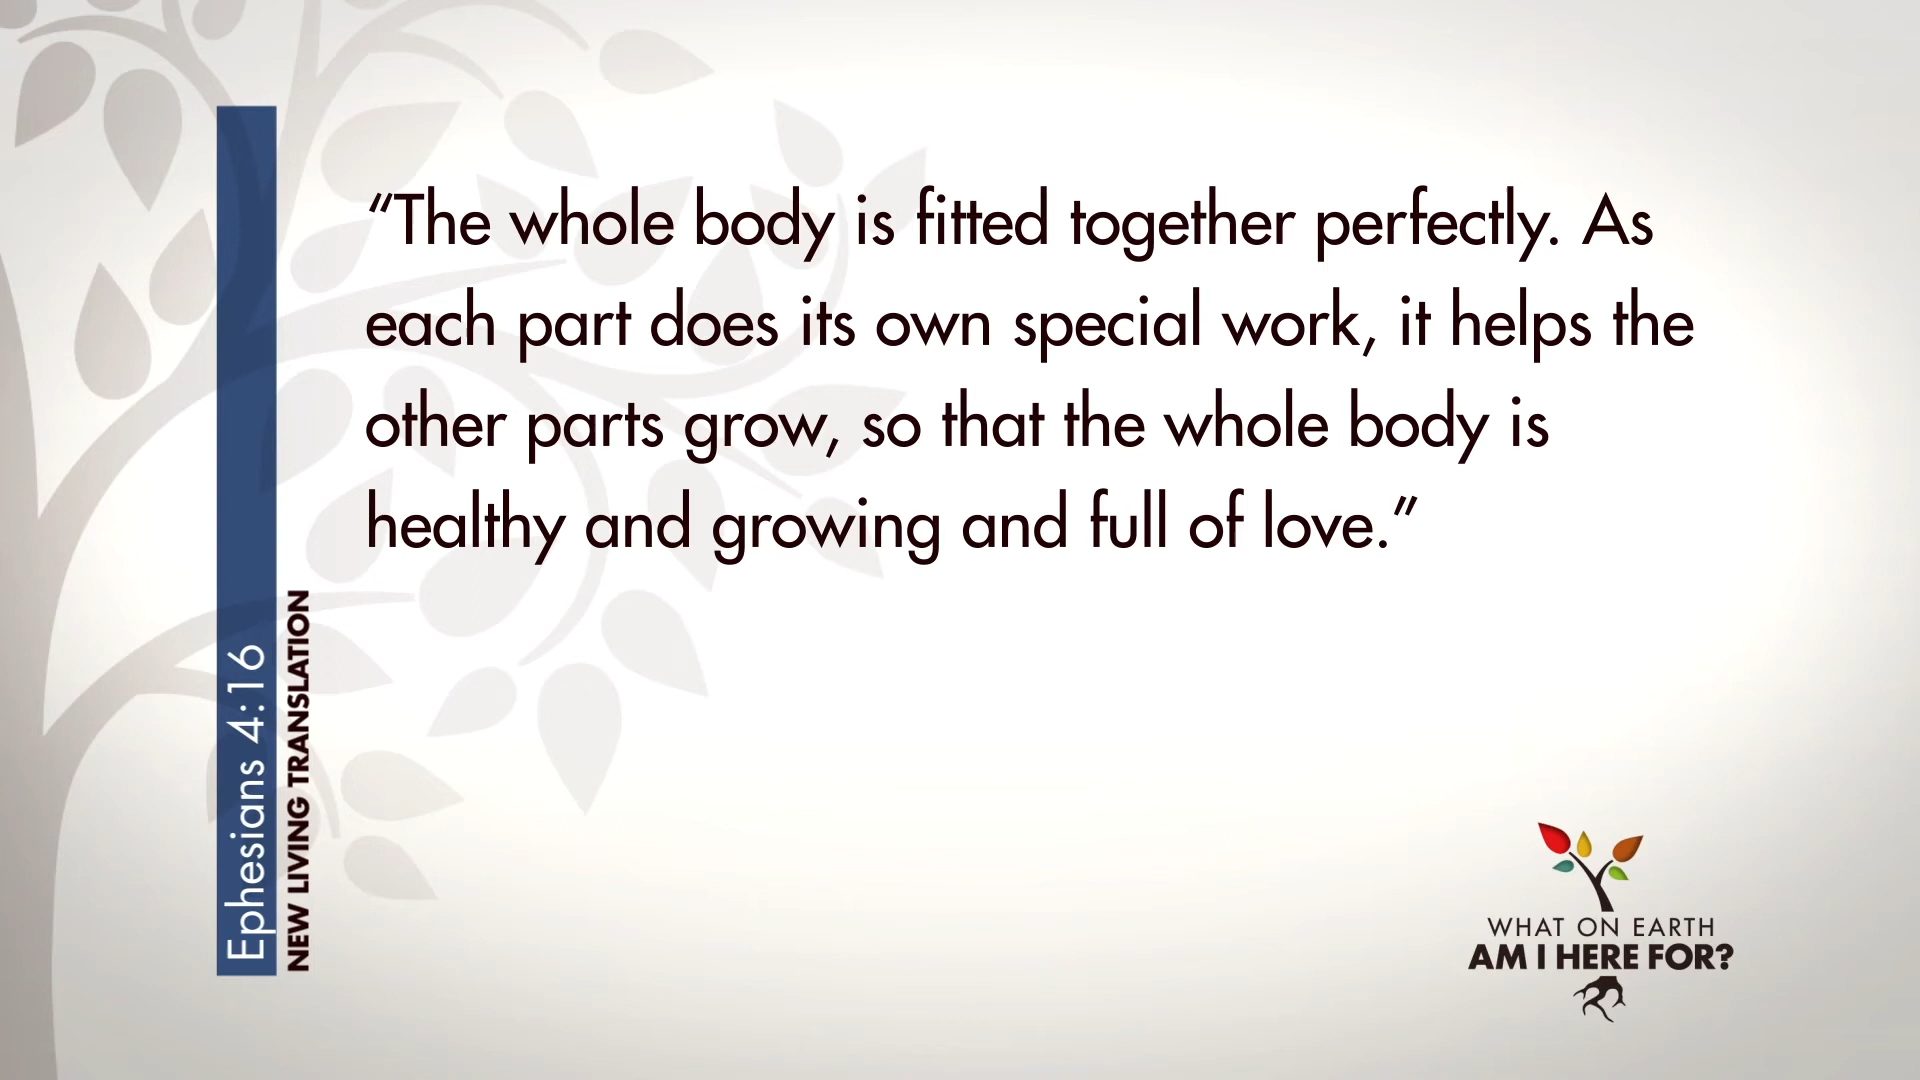 “The whole body is fitted together perfectly. As
each part does its own special work, it helps the
other parts grow, so that the whole body is
healthy and growing and full of love.”
Ephesians 4:16
NEW LIVING TRANSLATION
WHAT ON EARTH
AM I HERE FOR?